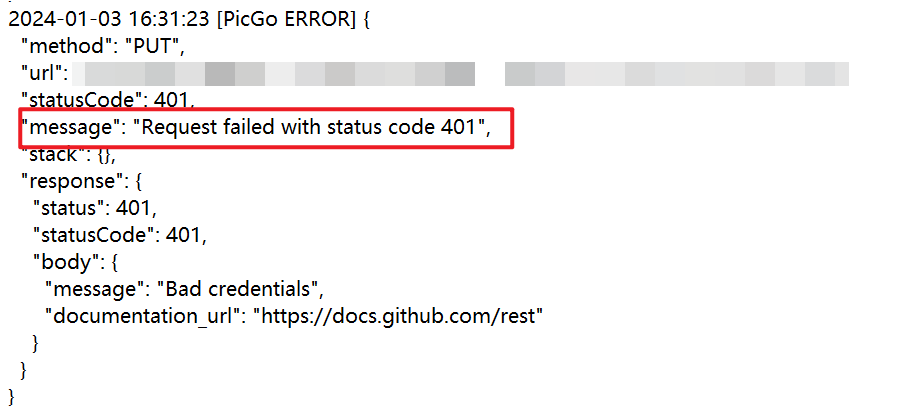 2024-01-03 16:31:23 [PicGo ERROR] {
"method": "PUT",
"url":
"statusCode": 401,
"message": "Request failed with status code 401",
"stack": {},
"response": {
"status": 401,
"statusCode": 401,
"body": {
"message": "Bad credentials",
"documentation_url": "https://docs.github.com/rest"
}
}
}